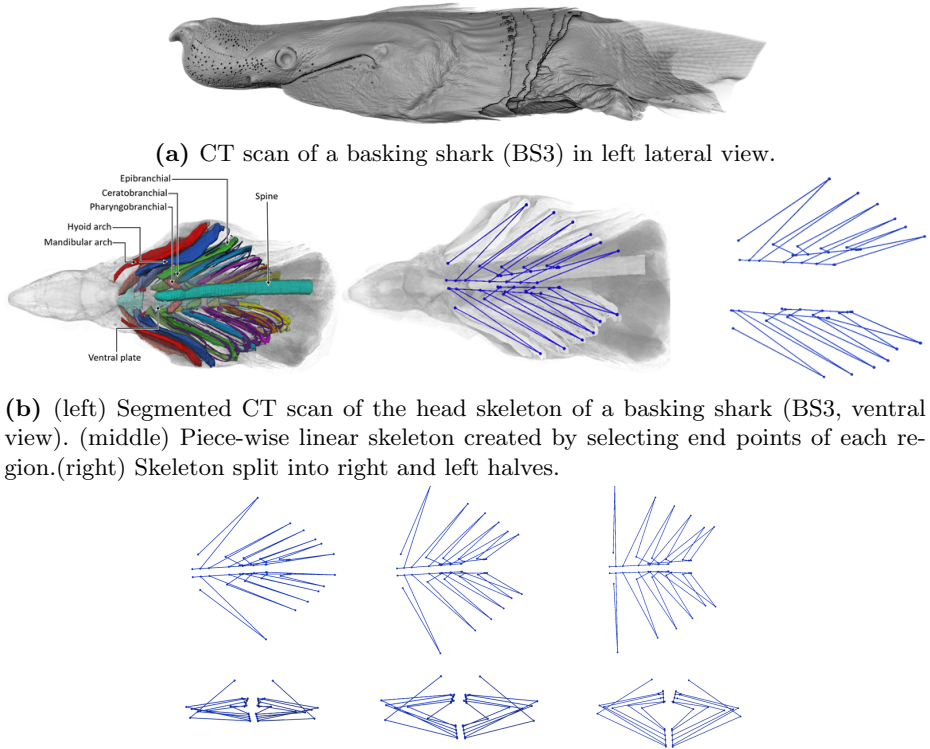 (a) CT scan of a basking shark (BS3) in left lateral view.
Epibranchial
Ceratobranchial
Pharyngobranchial
Spine
Hyoid arch
Mandibular arch
Ventral plate
(b) (left) Segmented CT scan of the head skeleton of a basking shark (BS3, ventral
view). (middle) Piece-wise linear skeleton created by selecting end points of each re-
gion.(right) Skeleton split into right and left halves.